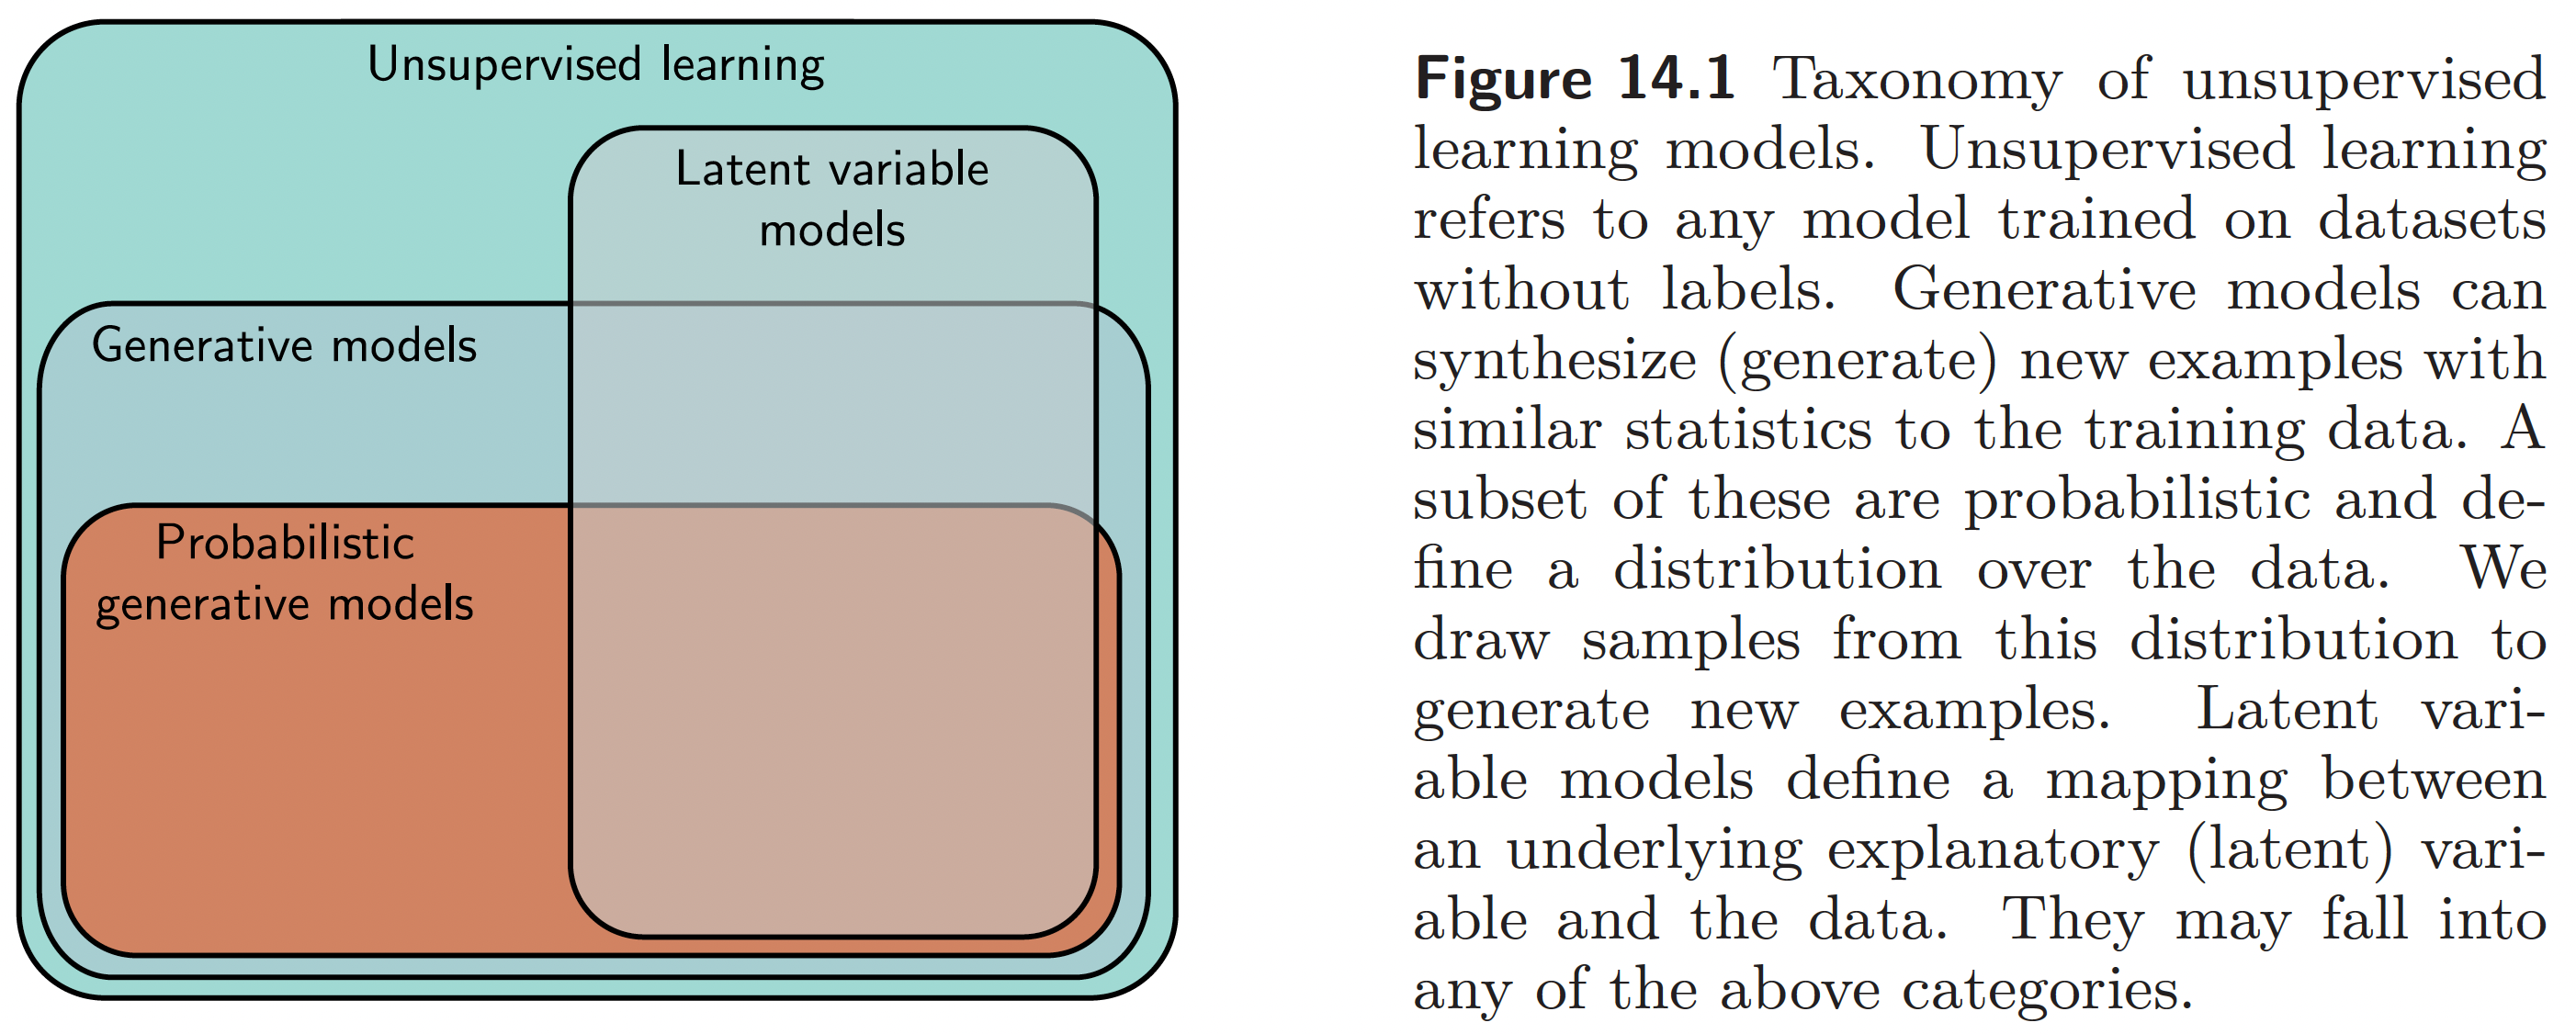 Unsupervised learning
Latent variable
models
Generative models
Probabilistic
generative models
Figure 14.1 Taxonomy of unsupervised
learning models. Unsupervised learning
refers to any model trained on datasets
without labels. Generative models can
synthesize (generate) new examples with
similar statistics to the training data. A
subset of these are probabilistic and de-
fine a distribution over the data. We
draw samples from this distribution to
generate new examples. Latent vari-
able models define a mapping between
an underlying explanatory (latent) vari-
able and the data. They may fall into
any of the above categories.